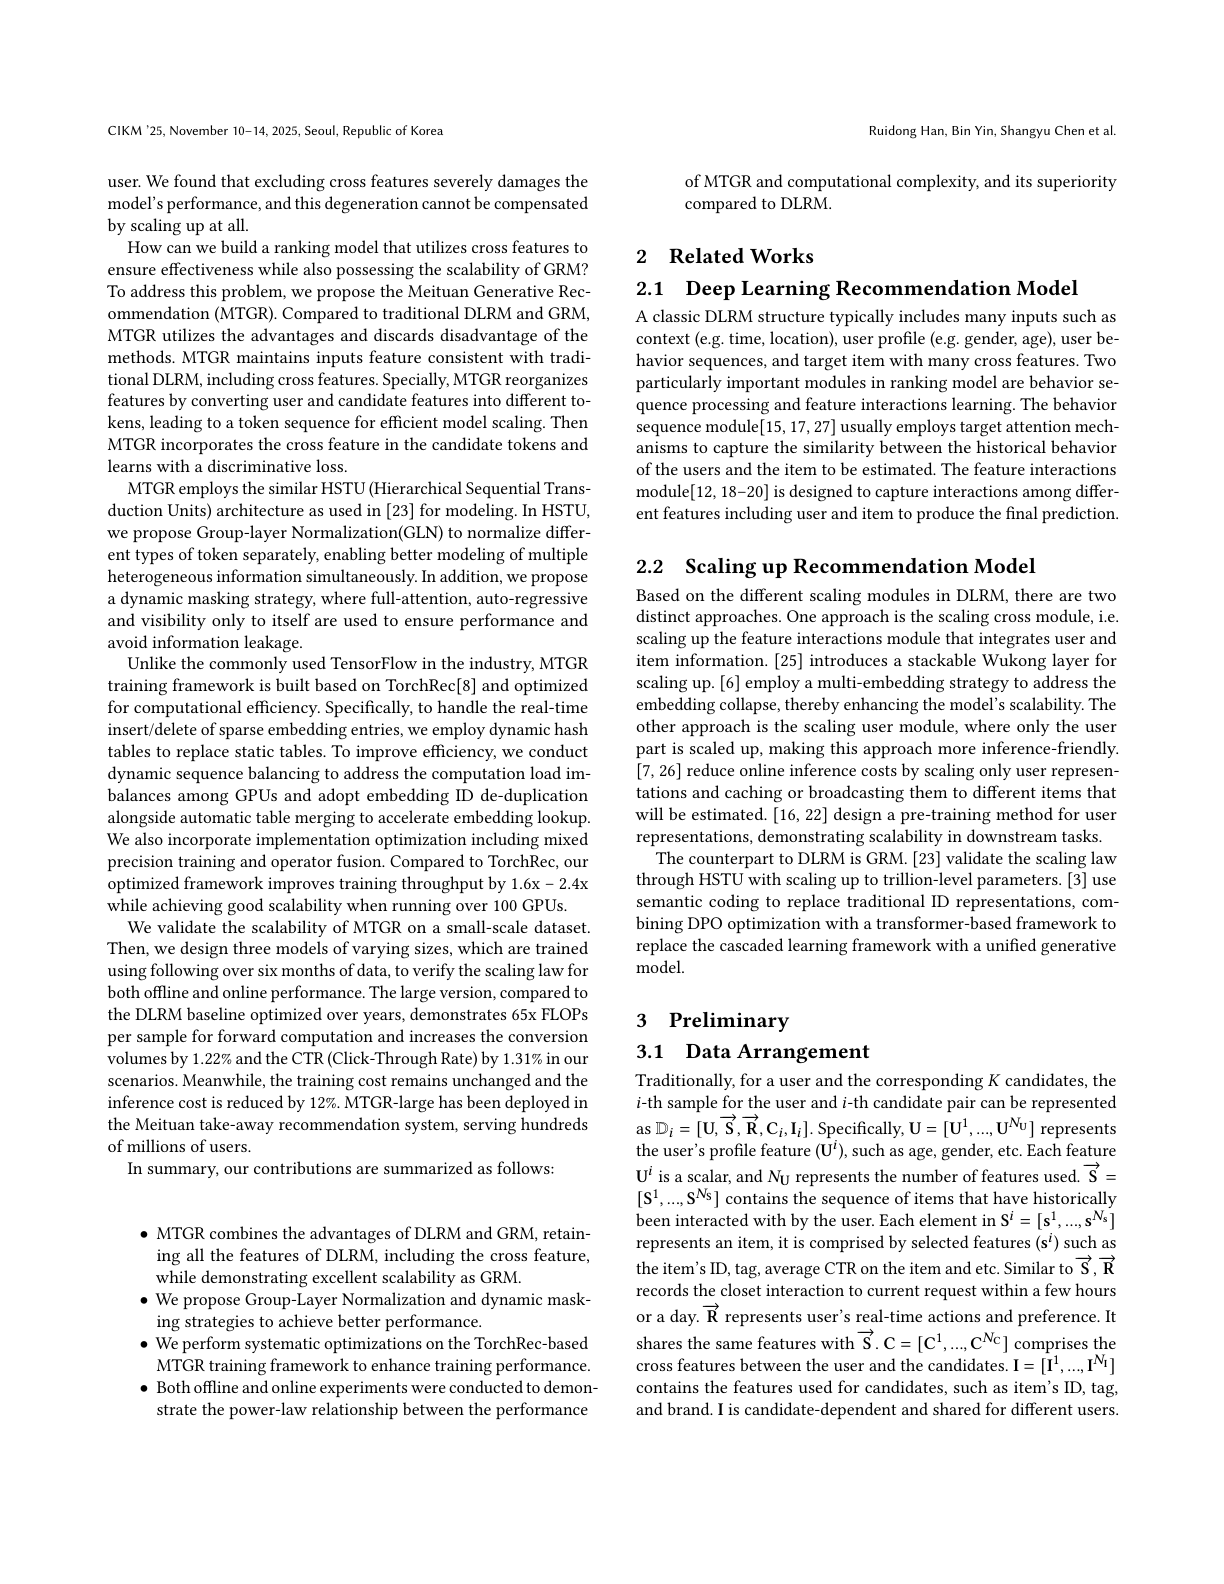 CIKM ’25, November 10–14, 2025, Seoul, Republic of Korea
Ruidong Han, Bin Yin, Shangyu Chen et al.
user. We found that excluding cross features severely damages the
model’s performance, and this degeneration cannot be compensated
by scaling up at all.
How can we build a ranking model that utilizes cross features to
ensure effectiveness while also possessing the scalability of GRM?
To address this problem, we propose the Meituan Generative Rec-
ommendation (MTGR). Compared to traditional DLRM and GRM,
MTGR utilizes the advantages and discards disadvantage of the
methods. MTGR maintains inputs feature consistent with tradi-
tional DLRM, including cross features. Specially, MTGR reorganizes
features by converting user and candidate features into different to-
kens, leading to a token sequence for efficient model scaling. Then
MTGR incorporates the cross feature in the candidate tokens and
learns with a discriminative loss.
MTGR employs the similar HSTU (Hierarchical Sequential Trans-
duction Units) architecture as used in [23] for modeling. In HSTU,
we propose Group-layer Normalization(GLN) to normalize differ-
ent types of token separately, enabling better modeling of multiple
heterogeneous information simultaneously. In addition, we propose
a dynamic masking strategy, where full-attention, auto-regressive
and visibility only to itself are used to ensure performance and
avoid information leakage.
Unlike the commonly used TensorFlow in the industry, MTGR
training framework is built based on TorchRec[8] and optimized
for computational efficiency. Specifically, to handle the real-time
insert/delete of sparse embedding entries, we employ dynamic hash
tables to replace static tables. To improve efficiency, we conduct
dynamic sequence balancing to address the computation load im-
balances among GPUs and adopt embedding ID de-duplication
alongside automatic table merging to accelerate embedding lookup.
We also incorporate implementation optimization including mixed
precision training and operator fusion. Compared to TorchRec, our
optimized framework improves training throughput by 1.6x – 2.4x
while achieving good scalability when running over 100 GPUs.
We validate the scalability of MTGR on a small-scale dataset.
Then, we design three models of varying sizes, which are trained
using following over six months of data, to verify the scaling law for
both offline and online performance. The large version, compared to
the DLRM baseline optimized over years, demonstrates 65x FLOPs
per sample for forward computation and increases the conversion
volumes by 1.22% and the CTR (Click-Through Rate) by 1.31% in our
scenarios. Meanwhile, the training cost remains unchanged and the
inference cost is reduced by 12%. MTGR-large has been deployed in
the Meituan take-away recommendation system, serving hundreds
of millions of users.
In summary, our contributions are summarized as follows:
• MTGR combines the advantages of DLRM and GRM, retain-
ing all the features of DLRM, including the cross feature,
while demonstrating excellent scalability as GRM.
• We propose Group-Layer Normalization and dynamic mask-
ing strategies to achieve better performance.
• We perform systematic optimizations on the TorchRec-based
MTGR training framework to enhance training performance.
• Both offline and online experiments were conducted to demon-
strate the power-law relationship between the performance
of MTGR and computational complexity, and its superiority
compared to DLRM.
2 Related Works
2.1 Deep Learning Recommendation Model
A classic DLRM structure typically includes many inputs such as
context (e.g. time, location), user profile (e.g. gender, age), user be-
havior sequences, and target item with many cross features. Two
particularly important modules in ranking model are behavior se-
quence processing and feature interactions learning. The behavior
sequence module[15, 17, 27] usually employs target attention mech-
anisms to capture the similarity between the historical behavior
of the users and the item to be estimated. The feature interactions
module[12, 18–20] is designed to capture interactions among differ-
ent features including user and item to produce the final prediction.
2.2 Scaling up Recommendation Model
Based on the different scaling modules in DLRM, there are two
distinct approaches. One approach is the scaling cross module, i.e.
scaling up the feature interactions module that integrates user and
item information. [25] introduces a stackable Wukong layer for
scaling up. [6] employ a multi-embedding strategy to address the
embedding collapse, thereby enhancing the model’s scalability. The
other approach is the scaling user module, where only the user
part is scaled up, making this approach more inference-friendly.
[7, 26] reduce online inference costs by scaling only user represen-
tations and caching or broadcasting them to different items that
will be estimated. [16, 22] design a pre-training method for user
representations, demonstrating scalability in downstream tasks.
The counterpart to DLRM is GRM. [23] validate the scaling law
through HSTU with scaling up to trillion-level parameters. [3] use
semantic coding to replace traditional ID representations, com-
bining DPO optimization with a transformer-based framework to
replace the cascaded learning framework with a unified generative
model.
3 Preliminary
3.1 Data Arrangement
Traditionally, for a user and the corresponding K candidates, the
i-th sample for the user and i-th candidate pair can be represented
as 𝔻ᵢ = [U, S⃗, R⃗, Cᵢ, Iᵢ]. Specifically, U = [U¹, ..., U^{N_U}] represents
the user’s profile feature (Uⁱ), such as age, gender, etc. Each feature
Uⁱ is a scalar, and N_U represents the number of features used. S⃗ =
[S¹, ..., S^{N_S}] contains the sequence of items that have historically
been interacted with by the user. Each element in Sⁱ = [s¹, ..., s^{N_s}]
represents an item, it is comprised by selected features (sⁱ) such as
the item’s ID, tag, average CTR on the item and etc. Similar to S⃗, R⃗
records the closet interaction to current request within a few hours
or a day. R⃗ represents user’s real-time actions and preference. It
shares the same features with S⃗. C = [C¹, ..., C^{N_C}] comprises the
cross features between the user and the candidates. I = [I¹, ..., I^{N_I}]
contains the features used for candidates, such as item’s ID, tag,
and brand. I is candidate-dependent and shared for different users.